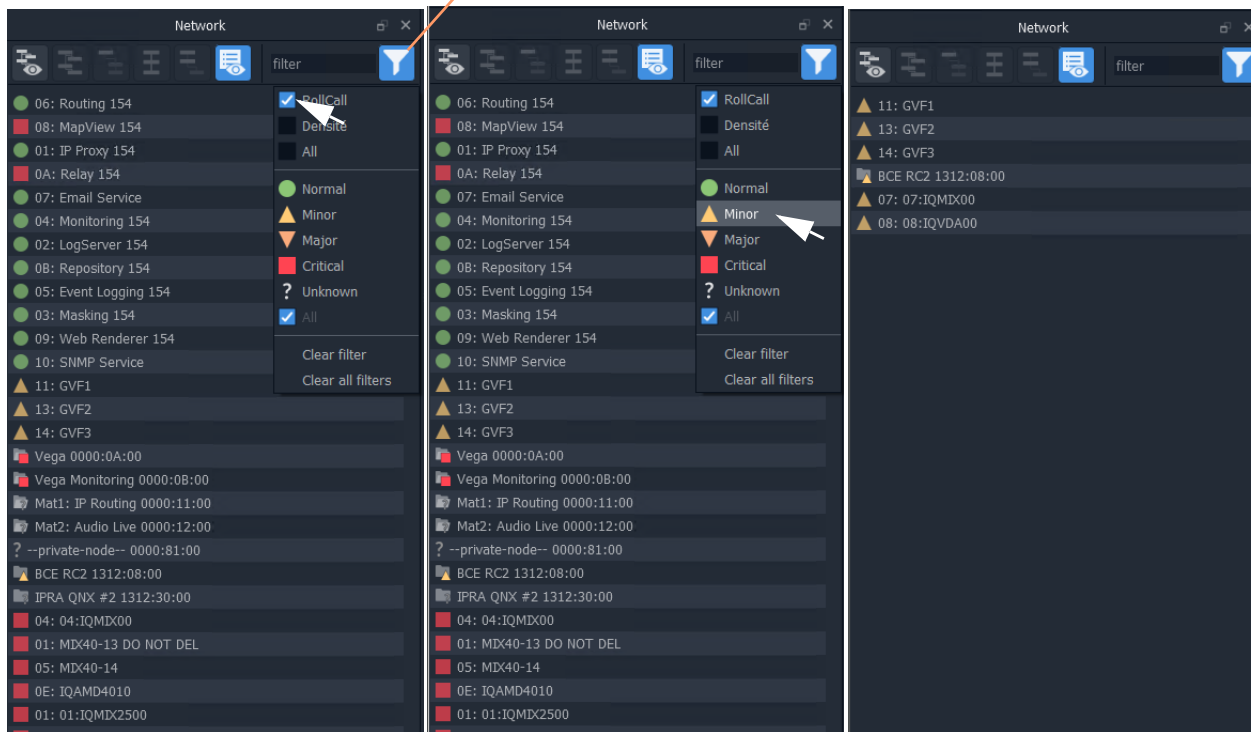 Network
filter
06: Routing 154
08: MapView 154
01: IP Proxy 154
0A: Relay 154
07: Email Service
04: Monitoring 154
02: LogServer 154
0B: Repository 154
05: Event Logging 154
03: Masking 154
09: Web Renderer 154
10: SNMP Service
11: GVF1
13: GVF2
14: GVF3
Vega 0000:0A:00
Vega Monitoring 0000:0B:00
Mat1: IP Routing 0000:11:00
Mat2: Audio Live 0000:12:00
? --private-node-- 0000:81:00
BCE RC2 1312:08:00
IPRA QNX #2 1312:30:00
04: 04:IQMIX00
01: MIX40-13 DO NOT DEL
05: MIX40-14
0E: IQAMD4010
01: 01:IQMIX2500
RollCall
Densité
All
Normal
Minor
Major
Critical
? Unknown
All
Clear filter
Clear all filters
Network
filter
06: Routing 154
08: MapView 154
01: IP Proxy 154
0A: Relay 154
07: Email Service
04: Monitoring 154
02: LogServer 154
0B: Repository 154
05: Event Logging 154
03: Masking 154
09: Web Renderer 154
10: SNMP Service
11: GVF1
13: GVF2
14: GVF3
Vega 0000:0A:00
Vega Monitoring 0000:0B:00
Mat1: IP Routing 0000:11:00
Mat2: Audio Live 0000:12:00
? --private-node-- 0000:81:00
BCE RC2 1312:08:00
IPRA QNX #2 1312:30:00
04: 04:IQMIX00
01: MIX40-13 DO NOT DEL
05: MIX40-14
0E: IQAMD4010
01: 01:IQMIX2500
RollCall
Densité
All
Normal
Minor
Major
Critical
? Unknown
All
Clear filter
Clear all filters
Network
filter
11: GVF1
13: GVF2
14: GVF3
BCE RC2 1312:08:00
07: 07:IQMIX00
08: 08:IQVDA00